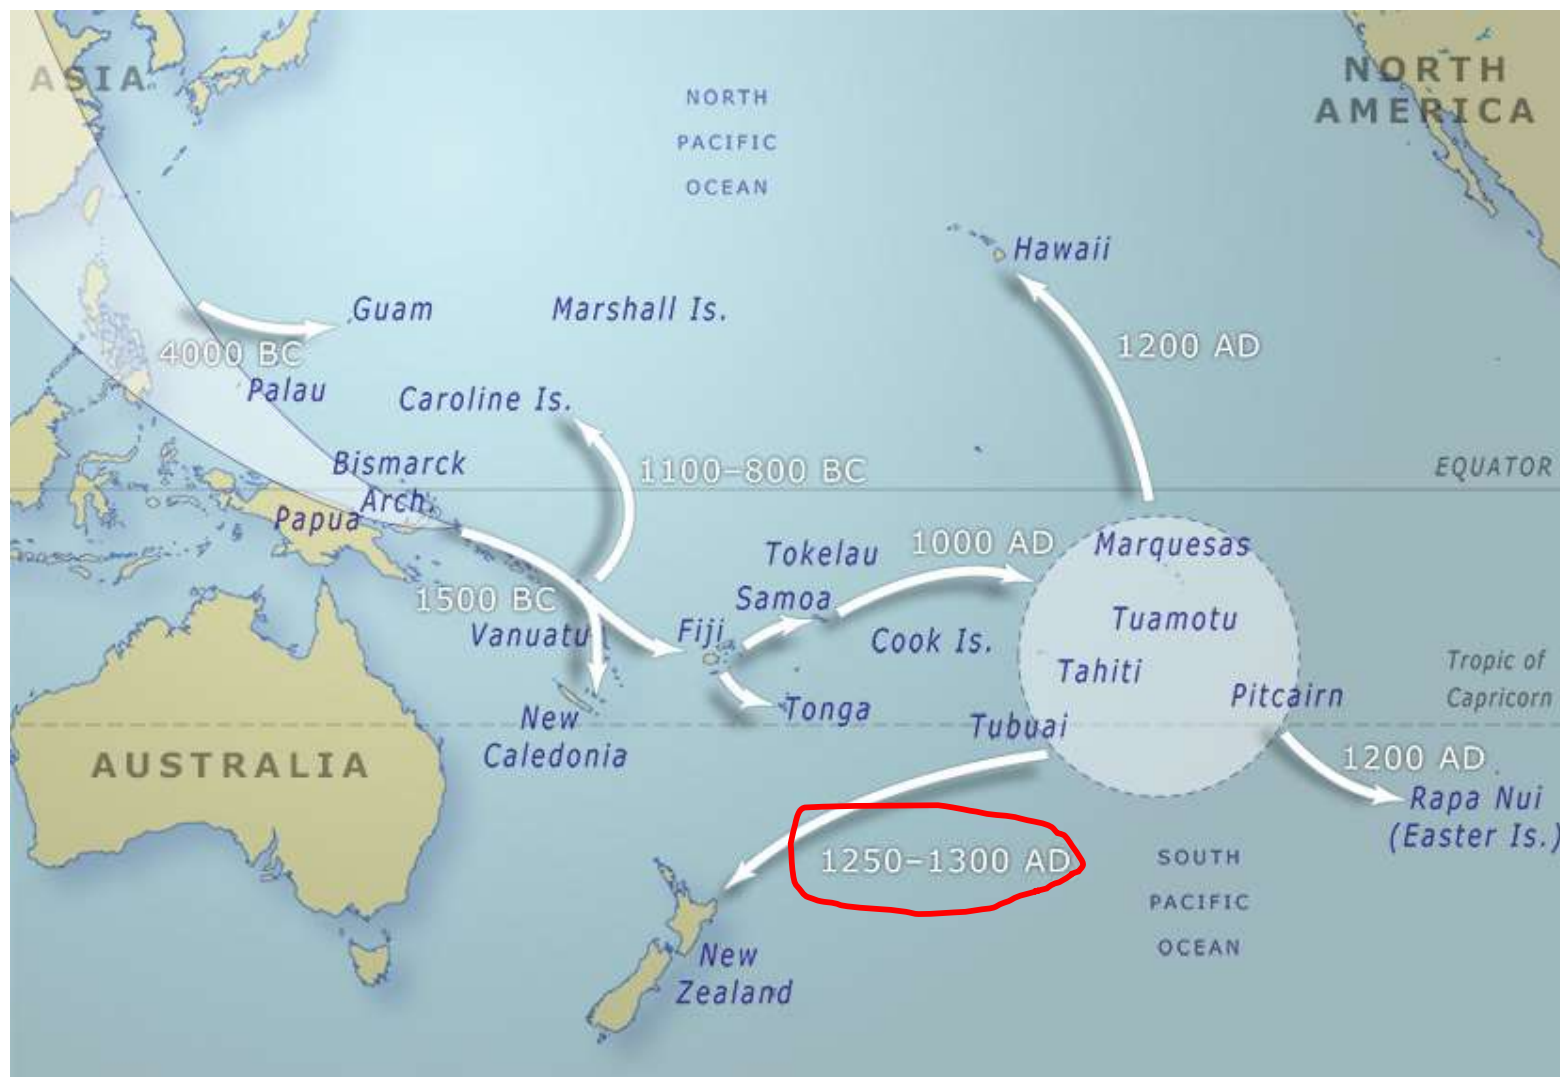 ASIA
NORTH
AMERICA
NORTH
PACIFIC
OCEAN
Hawaii
Guam
Marshall Is.
1200 AD
4000 BC
Palau
Caroline Is.
Bismarck
Arch.
1100–800 BC
EQUATOR
Papua
Tokelau
1000 AD
Marquesas
1500 BC
Samoa
Vanuatu
Fiji
Cook Is.
Tuamotu
Tahiti
Tropic of
Capricorn
Pitcairn
New
Caledonia
Tonga
Tubuai
AUSTRALIA
1200 AD
Rapa Nui
(Easter Is.)
1250–1300 AD
SOUTH
PACIFIC
OCEAN
New
Zealand